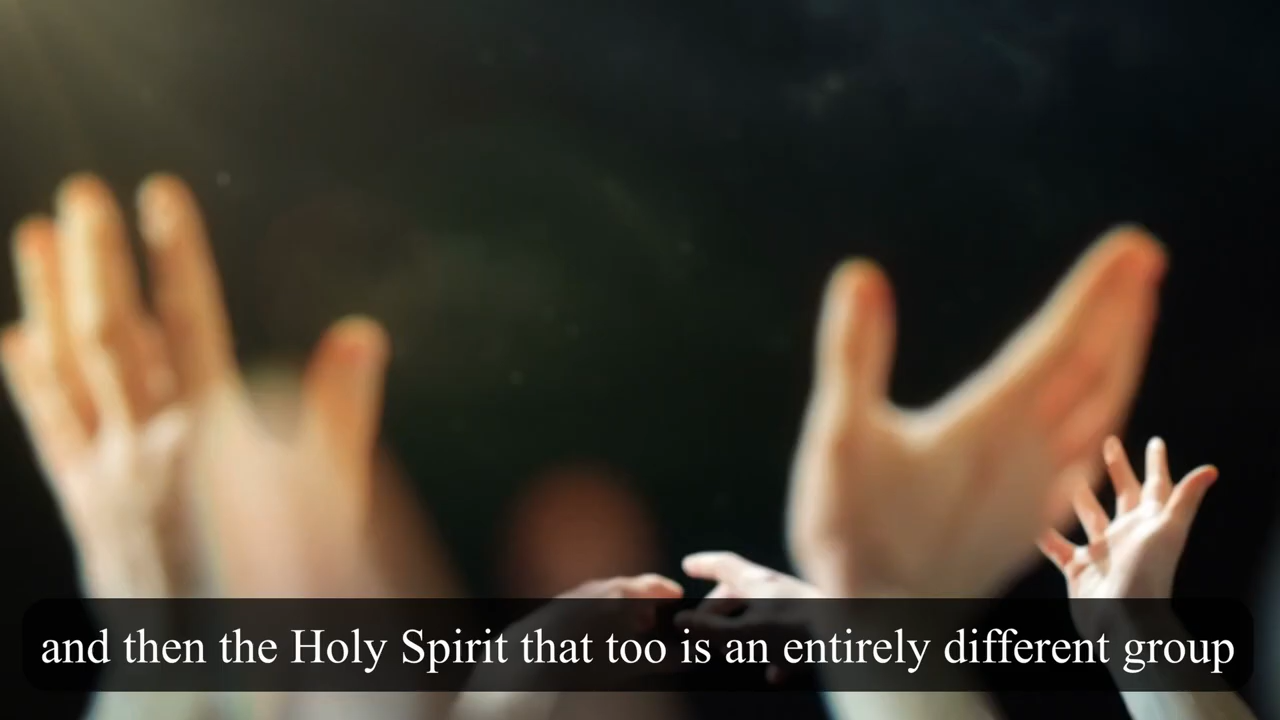 and then the Holy Spirit that too is an entirely different group